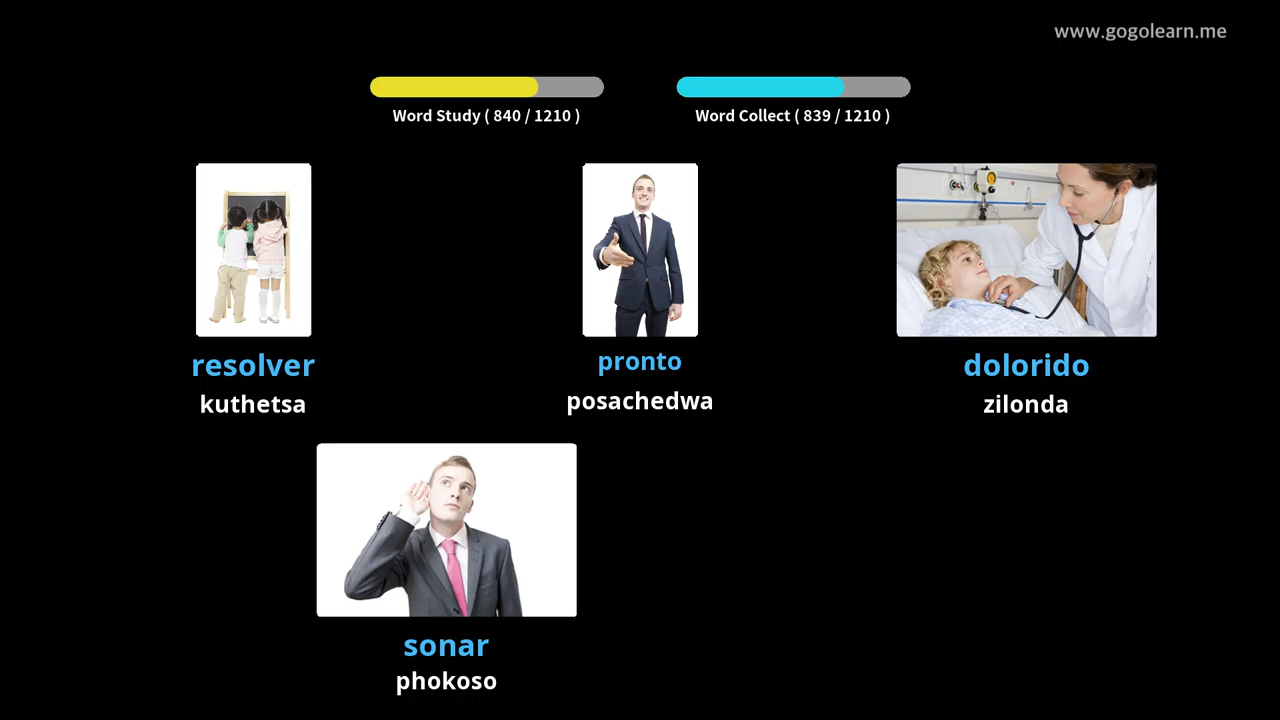 www.gogolearn.me
Word Study ( 840 / 1210 )
Word Collect ( 839 / 1210 )
resolver
kuthetsa
pronto
posachedwa
dolorido
zilonda
sonar
phokoso